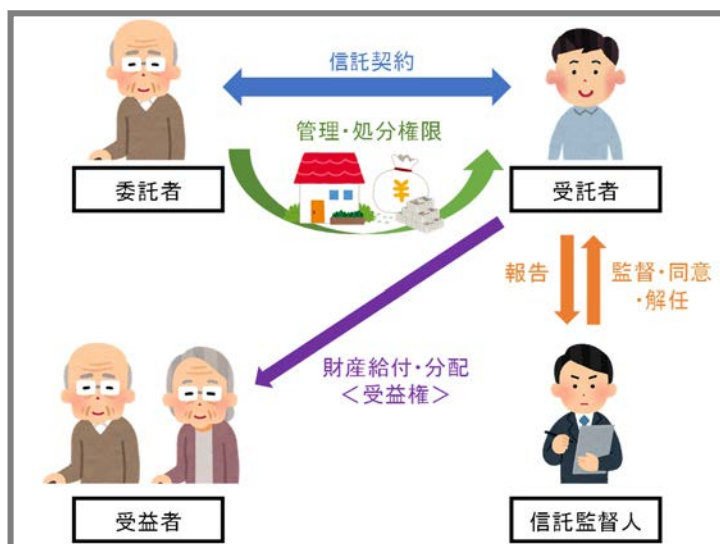 信託契約
管理・処分権限
¥
委託者
受託者
報告
監督・同意
・解任
財産給付・分配
＜受益権＞
受益者
信託監督人